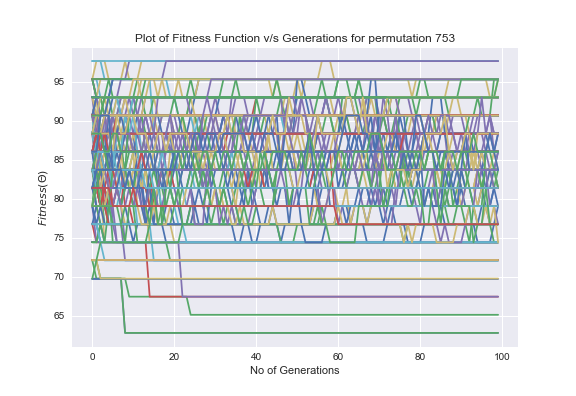 Plot of Fitness Function v/s Generations for permutation 753
95
90
85
80
75
70
65
Fitness(Θ)
0 20 40 60 80 100
No of Generations